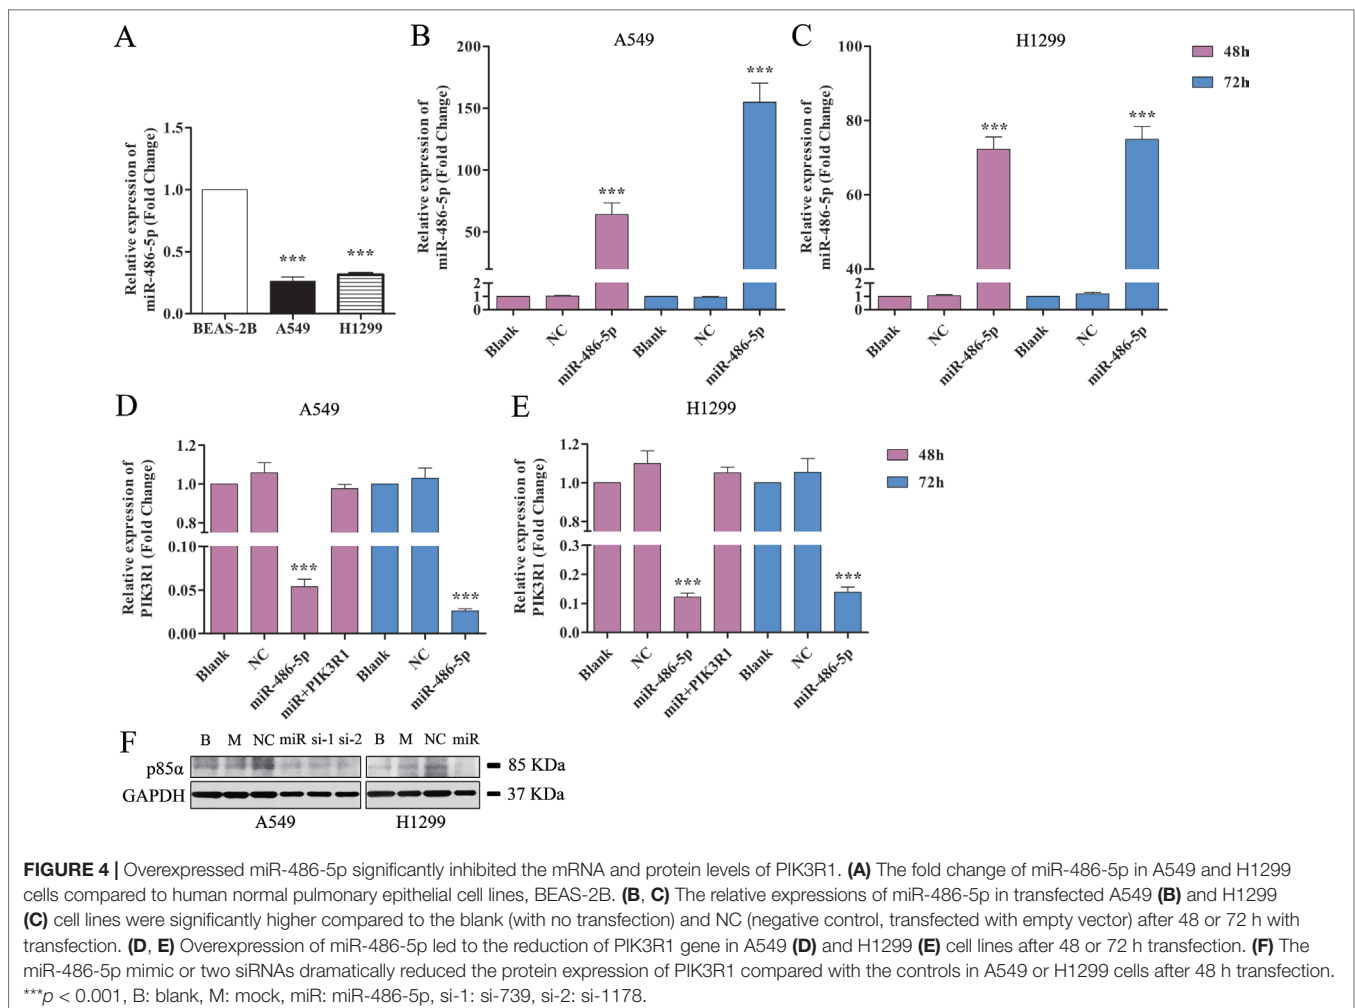 A
Relative expression of
miR-486-5p (Fold Change)
1.5
1.0
0.5
0.0
***
***
BEAS-2B A549 H1299
B
A549
Relative expression of
miR-486-5p (Fold Change)
200
150
100
50
2
1
0
***
***
Blank NC miR-486-5p Blank NC miR-486-5p
C
H1299
Relative expression of
miR-486-5p (Fold Change)
100
80
60
40
2
1
0
***
***
Blank NC miR-486-5p Blank NC miR-486-5p
48h
72h
D
A549
Relative expression of
PIK3R1 (Fold Change)
1.2
1.0
0.8
0.10
0.05
0.00
***
***
Blank NC miR-486-5p miR+PIK3R1 Blank NC miR-486-5p
E
H1299
Relative expression of
PIK3R1 (Fold Change)
1.2
1.0
0.8
0.3
0.2
0.1
0.0
***
***
Blank NC miR-486-5p miR+PIK3R1 Blank NC miR-486-5p
48h
72h
F
B M NC miR si-1 si-2 B M NC miR
p85α 85 KDa
GAPDH 37 KDa
A549 H1299
FIGURE 4 | Overexpressed miR-486-5p significantly inhibited the mRNA and protein levels of PIK3R1. (A) The fold change of miR-486-5p in A549 and H1299
cells compared to human normal pulmonary epithelial cell lines, BEAS-2B. (B, C) The relative expressions of miR-486-5p in transfected A549 (B) and H1299
(C) cell lines were significantly higher compared to the blank (with no transfection) and NC (negative control, transfected with empty vector) after 48 or 72 h with
transfection. (D, E) Overexpression of miR-486-5p led to the reduction of PIK3R1 gene in A549 (D) and H1299 (E) cell lines after 48 or 72 h transfection. (F) The
miR-486-5p mimic or two siRNAs dramatically reduced the protein expression of PIK3R1 compared with the controls in A549 or H1299 cells after 48 h transfection.
***p < 0.001, B: blank, M: mock, miR: miR-486-5p, si-1: si-739, si-2: si-1178.